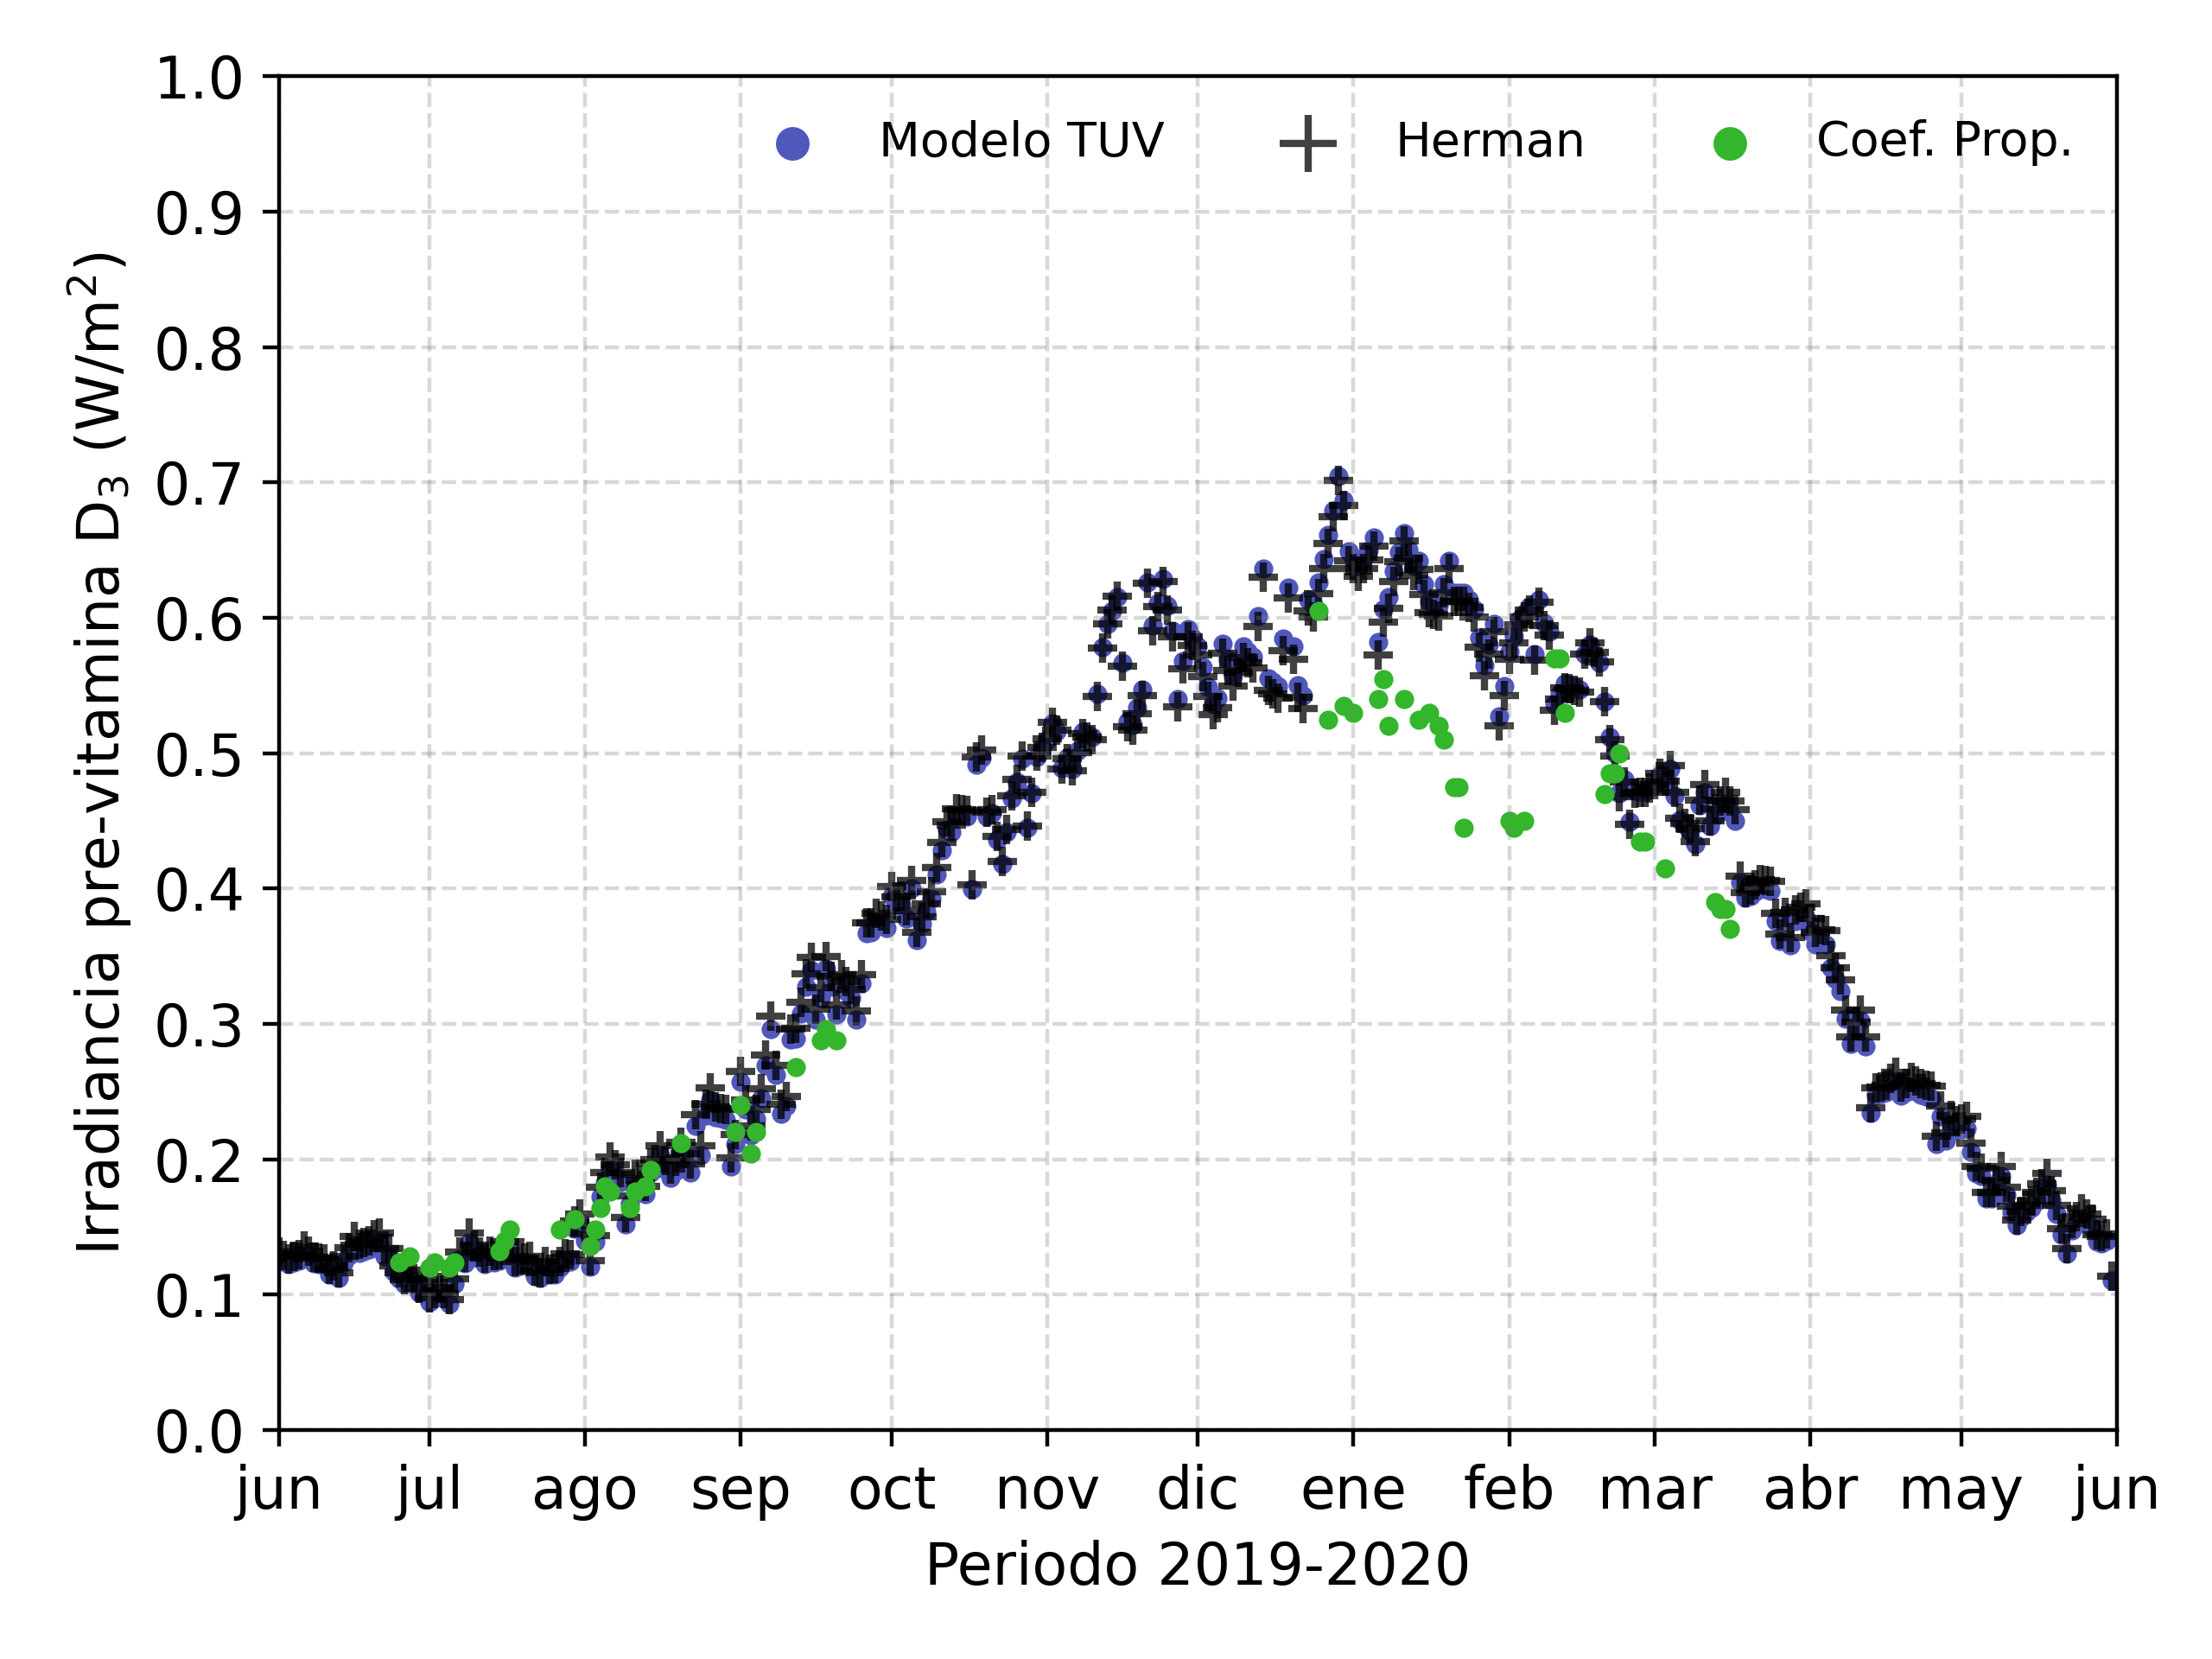 Irradiancia pre-vitamina D₃ (W/m²)
1.0
0.9
0.8
0.7
0.6
0.5
0.4
0.3
0.2
0.1
0.0
Modelo TUV Herman Coef. Prop.
jun jul ago sep oct nov dic ene feb mar abr may jun
Periodo 2019-2020